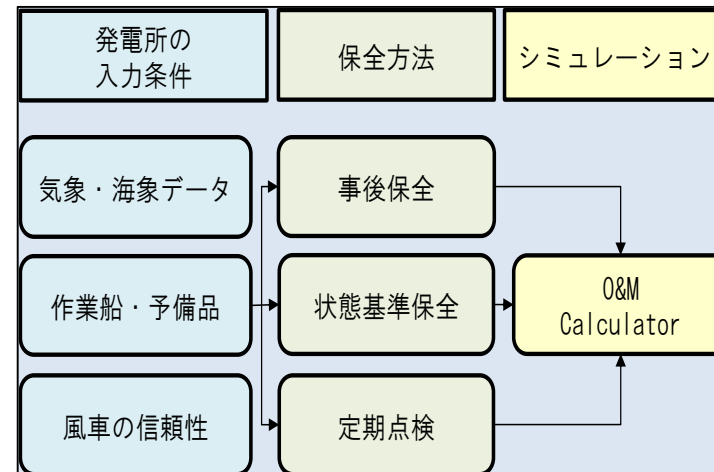 発電所の
入力条件
保全方法
シミュレーション
気象・海象データ
事後保全
作業船・予備品
状態基準保全
O&M
Calculator
風車の信頼性
定期点検